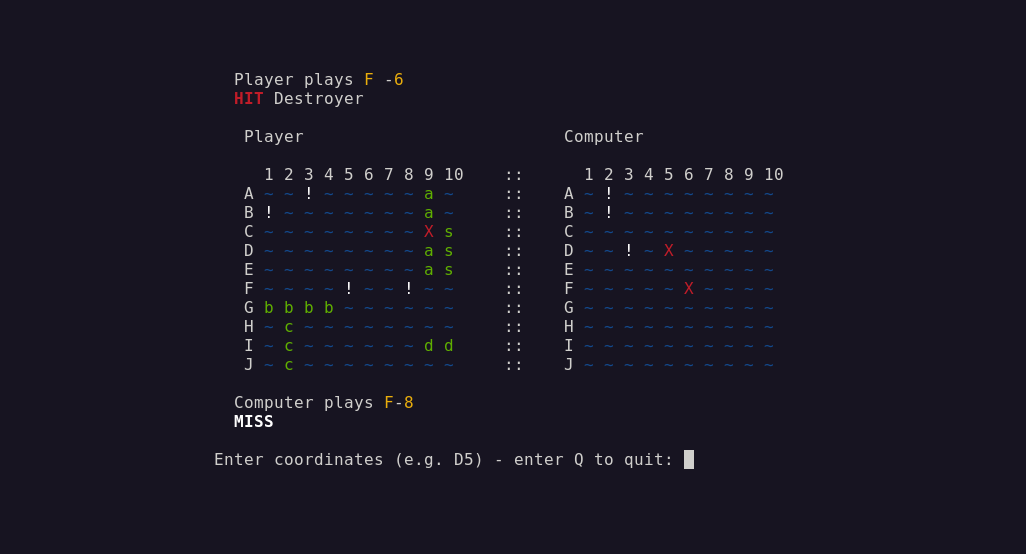 Player plays F -6
HIT Destroyer
Player Computer
1 2 3 4 5 6 7 8 9 10 :: 1 2 3 4 5 6 7 8 9 10
A ~ ~ ! ~ ~ ~ ~ ~ a ~ :: A ~ ! ~ ~ ~ ~ ~ ~ ~ ~
B ! ~ ~ ~ ~ ~ ~ ~ a ~ :: B ~ ! ~ ~ ~ ~ ~ ~ ~ ~
C ~ ~ ~ ~ ~ ~ ~ ~ X s :: C ~ ~ ~ ~ ~ ~ ~ ~ ~ ~
D ~ ~ ~ ~ ~ ~ ~ ~ a s :: D ~ ~ ! ~ X ~ ~ ~ ~ ~
E ~ ~ ~ ~ ~ ~ ~ ~ a s :: E ~ ~ ~ ~ ~ ~ ~ ~ ~ ~
F ~ ~ ~ ~ ! ~ ~ ! ~ ~ :: F ~ ~ ~ ~ ~ X ~ ~ ~ ~
G b b b b ~ ~ ~ ~ ~ ~ :: G ~ ~ ~ ~ ~ ~ ~ ~ ~ ~
H ~ c ~ ~ ~ ~ ~ ~ ~ ~ :: H ~ ~ ~ ~ ~ ~ ~ ~ ~ ~
I ~ c ~ ~ ~ ~ ~ ~ d d :: I ~ ~ ~ ~ ~ ~ ~ ~ ~ ~
J ~ c ~ ~ ~ ~ ~ ~ ~ ~ :: J ~ ~ ~ ~ ~ ~ ~ ~ ~ ~
Computer plays F-8
MISS
Enter coordinates (e.g. D5) - enter Q to quit: